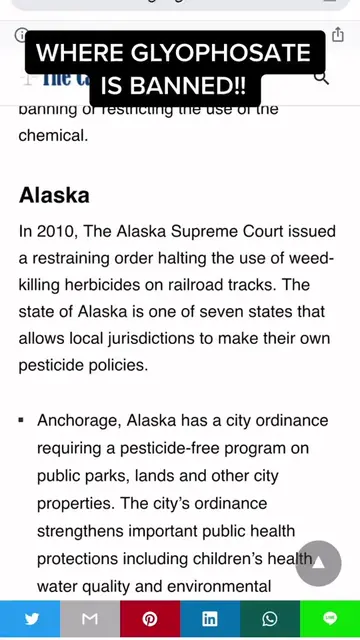 WHERE GLYOPHOSATE
IS BANNED!!
The Ca
banning or restricting the use of the
chemical.
Alaska
In 2010, The Alaska Supreme Court issued
a restraining order halting the use of weed-
killing herbicides on railroad tracks. The
state of Alaska is one of seven states that
allows local jurisdictions to make their own
pesticide policies.
▪ Anchorage, Alaska has a city ordinance
requiring a pesticide-free program on
public parks, lands and other city
properties. The city's ordinance
strengthens important public health
protections including children's health,
water quality and environmental
LINE